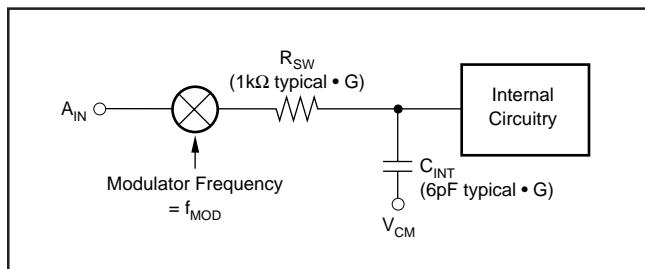 R_SW
(1kΩ typical • G)
A_IN
Internal
Circuitry
Modulator Frequency
= f_MOD
C_INT
(6pF typical • G)
V_CM